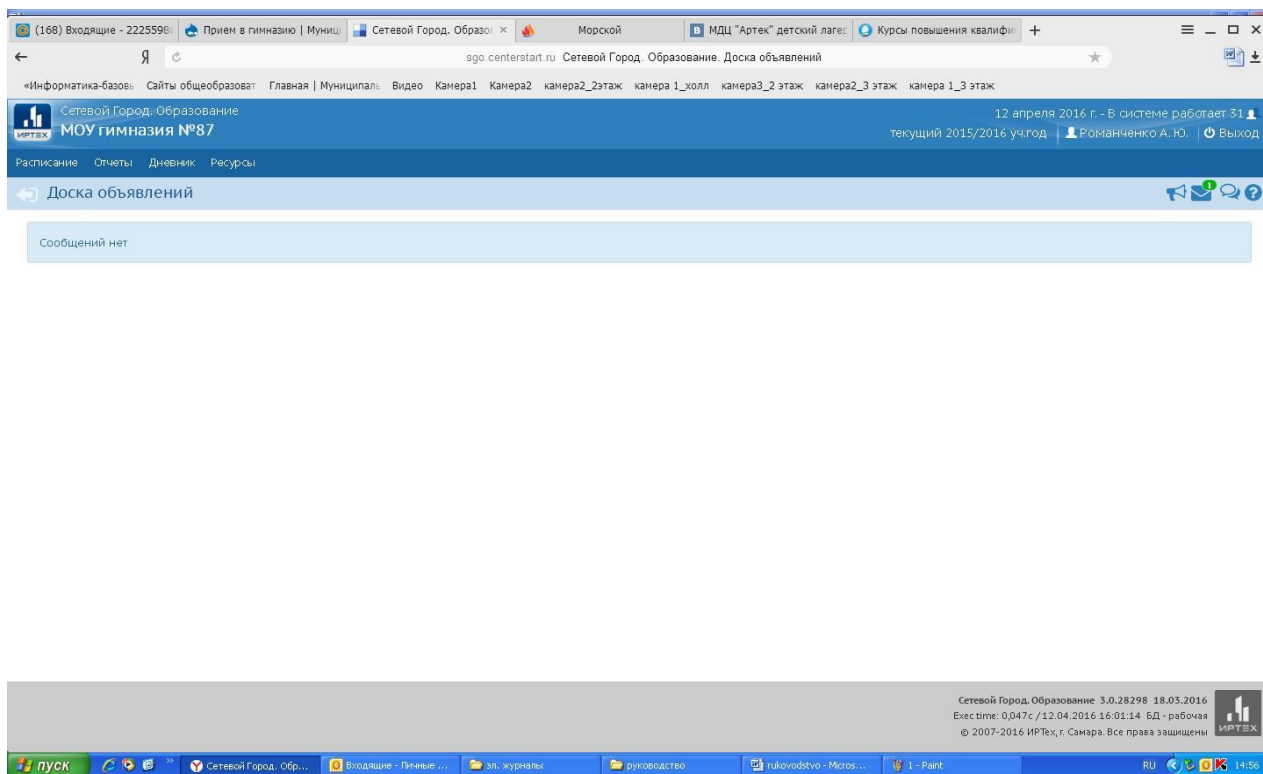 (168) Входящие - 2225598
Прием в гимназию | Муниц
Сетевой Город. Образо
Морской
МДЦ "Артек" детский лагер
Курсы повышения квалифи
Я
sgo.centerstart.ru Сетевой Город. Образование. Доска объявлений
«Информатика-базовь Сайты общеобразоват Главная | Муниципаль Видео Камера1 Камера2 камера2_2этаж камера 1_холл камера3_2 этаж камера2_3 этаж камера 1_3 этаж
Сетевой Город. Образование
МОУ гимназия №87
ИРТЕХ
12 апреля 2016 г. - В системе работает 31
текущий 2015/2016 уч.год Романченко А. Ю. Выход
Расписание Отчеты Дневник Ресурсы
Доска объявлений
1
Сообщений нет
Сетевой Город. Образование 3.0.28298 18.03.2016
Exec time: 0,047с / 12.04.2016 16:01:14 БД - рабочая
© 2007-2016 ИРТех, г. Самара. Все права защищены
ИРТЕХ
пуск
Сетевой Город. Обр...
Входящие - Личные ...
эл. журналы
руководство
rukovodstvo - Micros...
1 - Paint
RU
14:56